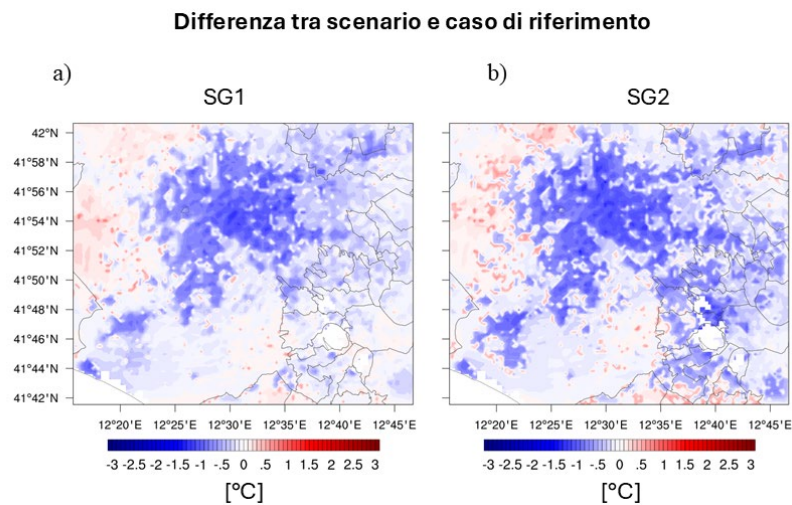 Differenza tra scenario e caso di riferimento
a)
SG1
42°N
41°58'N
41°56'N
41°54'N
41°52'N
41°50'N
41°48'N
41°46'N
41°44'N
41°42'N
12°20'E 12°25'E 12°30'E 12°35'E 12°40'E 12°45'E
-3 -2.5 -2 -1.5 -1 -.5 0 .5 1 1.5 2 2.5 3
[°C]
b)
SG2
12°20'E 12°25'E 12°30'E 12°35'E 12°40'E 12°45'E
-3 -2.5 -2 -1.5 -1 -.5 0 .5 1 1.5 2 2.5 3
[°C]